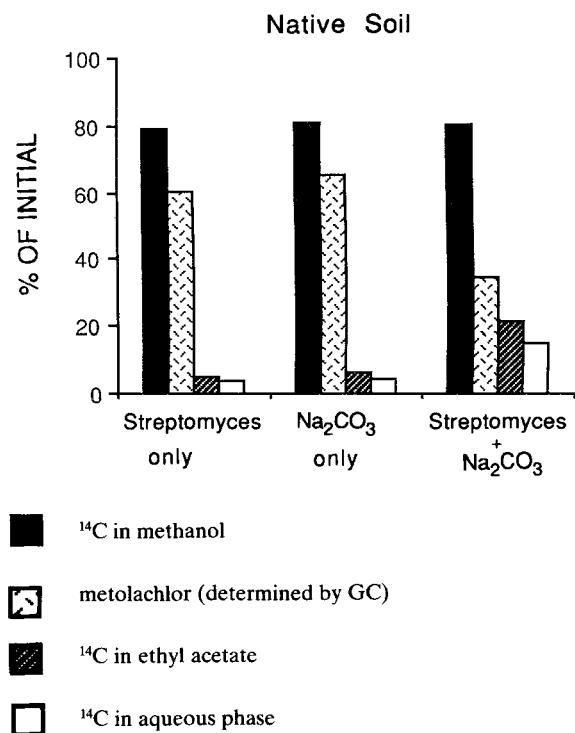 Native Soil
% OF INITIAL
100
80
60
40
20
0
Streptomyces only
Na₂CO₃ only
Streptomyces + Na₂CO₃
¹⁴C in methanol
metolachlor (determined by GC)
¹⁴C in ethyl acetate
¹⁴C in aqueous phase